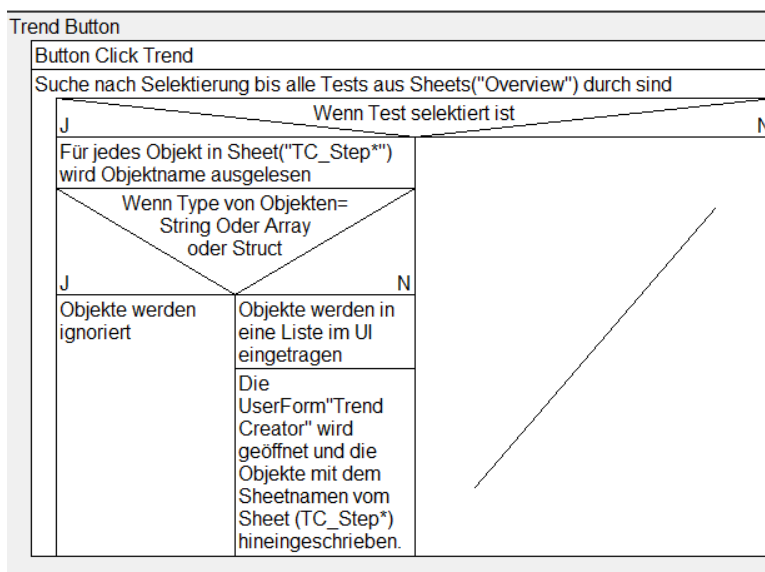 Trend Button
Button Click Trend
Suche nach Selektierung bis alle Tests aus Sheets("Overview") durch sind
Wenn Test selektiert ist
J
N
Für jedes Objekt in Sheet("TC_Step*")
wird Objektname ausgelesen
Wenn Type von Objekten=
String Oder Array
oder Struct
J
N
Objekte werden
ignoriert
Objekte werden in
eine Liste im UI
eingetragen
Die
UserForm"Trend
Creator" wird
geöffnet und die
Objekte mit dem
Sheetnamen vom
Sheet (TC_Step*)
hineingeschrieben.